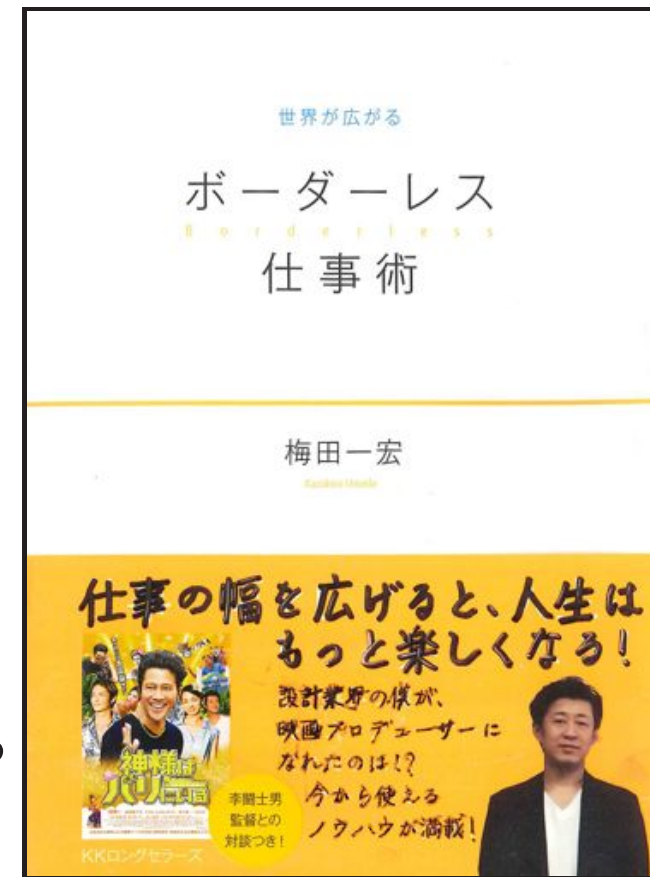 世界が広がる
ボーダーレス
Borderless
仕事術
梅田一宏
仕事の幅を広げると、人生は
もっと楽しくなる!
設計業界の僕が、
映画プロデューサーに
なれたのは!?
今から使える
ノウハウが満載!
神様は
バリにいる
李闘士男
監督との
対談つき!
KKロングセラーズ